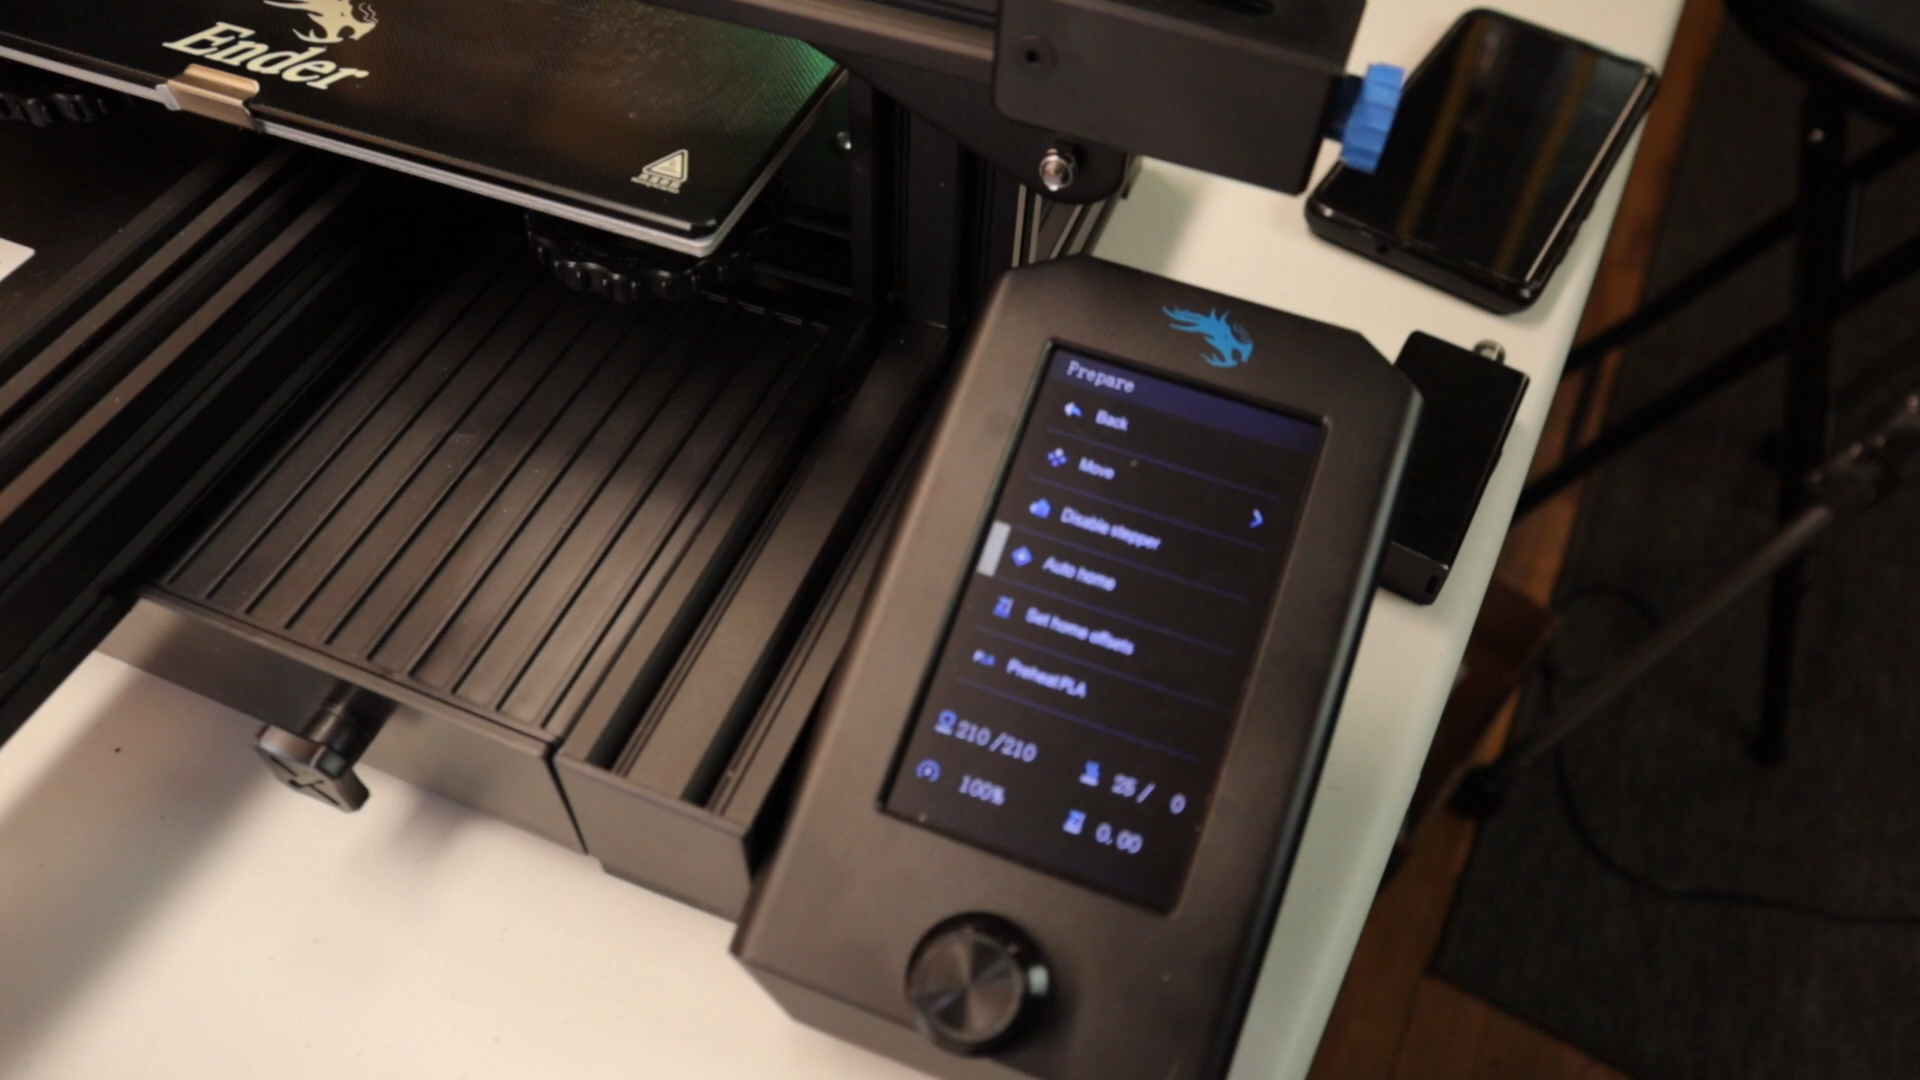 Ender
Prepare
Back
Move
Disable stepper
Auto home
Set home offsets
PLA Preheat PLA
210/210
25 / 0
100%
0.00